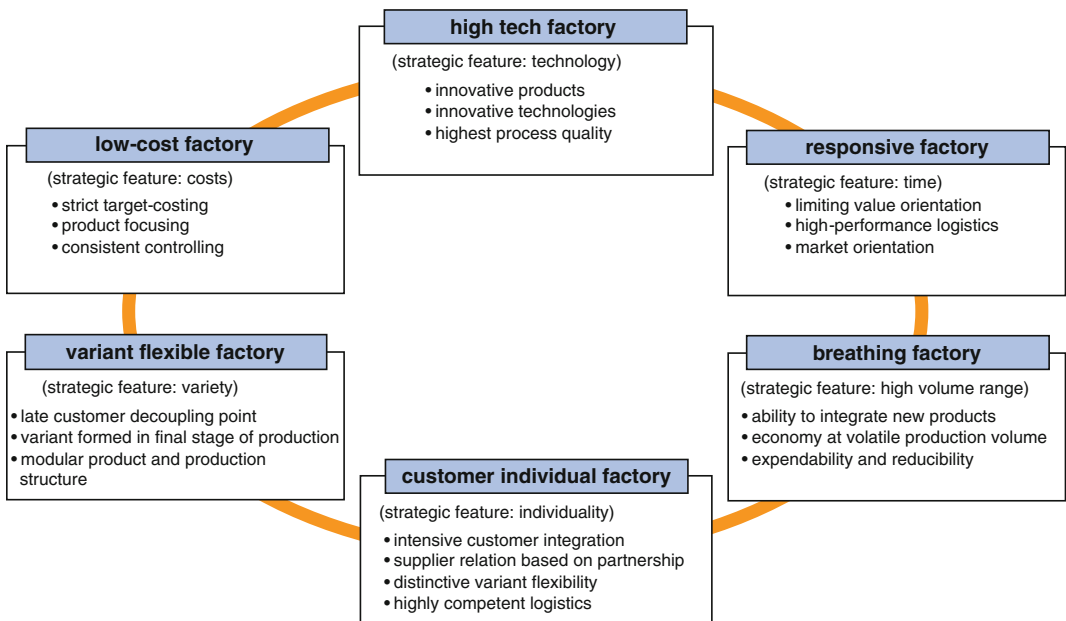 high tech factory
(strategic feature: technology)
• innovative products
• innovative technologies
• highest process quality
low-cost factory
(strategic feature: costs)
• strict target-costing
• product focusing
• consistent controlling
responsive factory
(strategic feature: time)
• limiting value orientation
• high-performance logistics
• market orientation
variant flexible factory
(strategic feature: variety)
• late customer decoupling point
• variant formed in final stage of production
• modular product and production
structure
breathing factory
(strategic feature: high volume range)
• ability to integrate new products
• economy at volatile production volume
• expendability and reducibility
customer individual factory
(strategic feature: individuality)
• intensive customer integration
• supplier relation based on partnership
• distinctive variant flexibility
• highly competent logistics